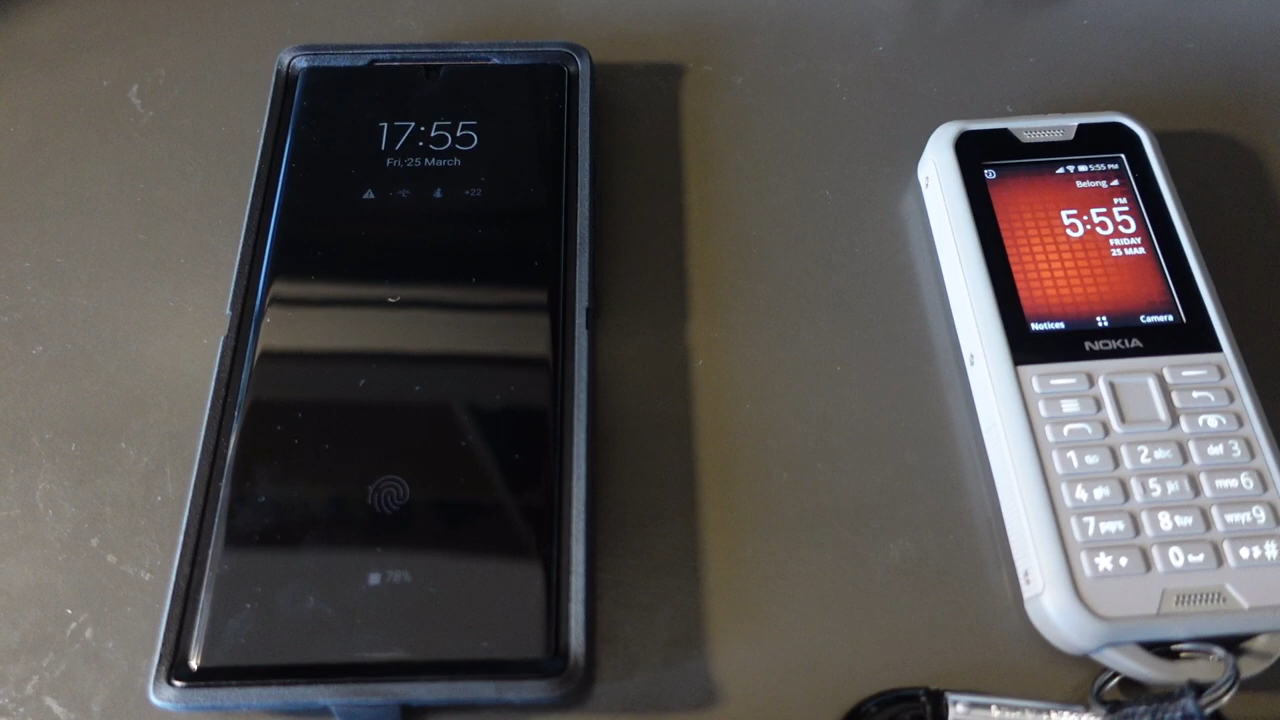 17:55
Fri, 25 March
+22
78%
5:55 PM
Belong
PM
5:55
FRIDAY
25 MAR
Notices
Camera
NOKIA
2 abc
def 3
4 ghi
5 jkl
mno 6
7 pqrs
8 tuv
wxyz 9
* +
0
#